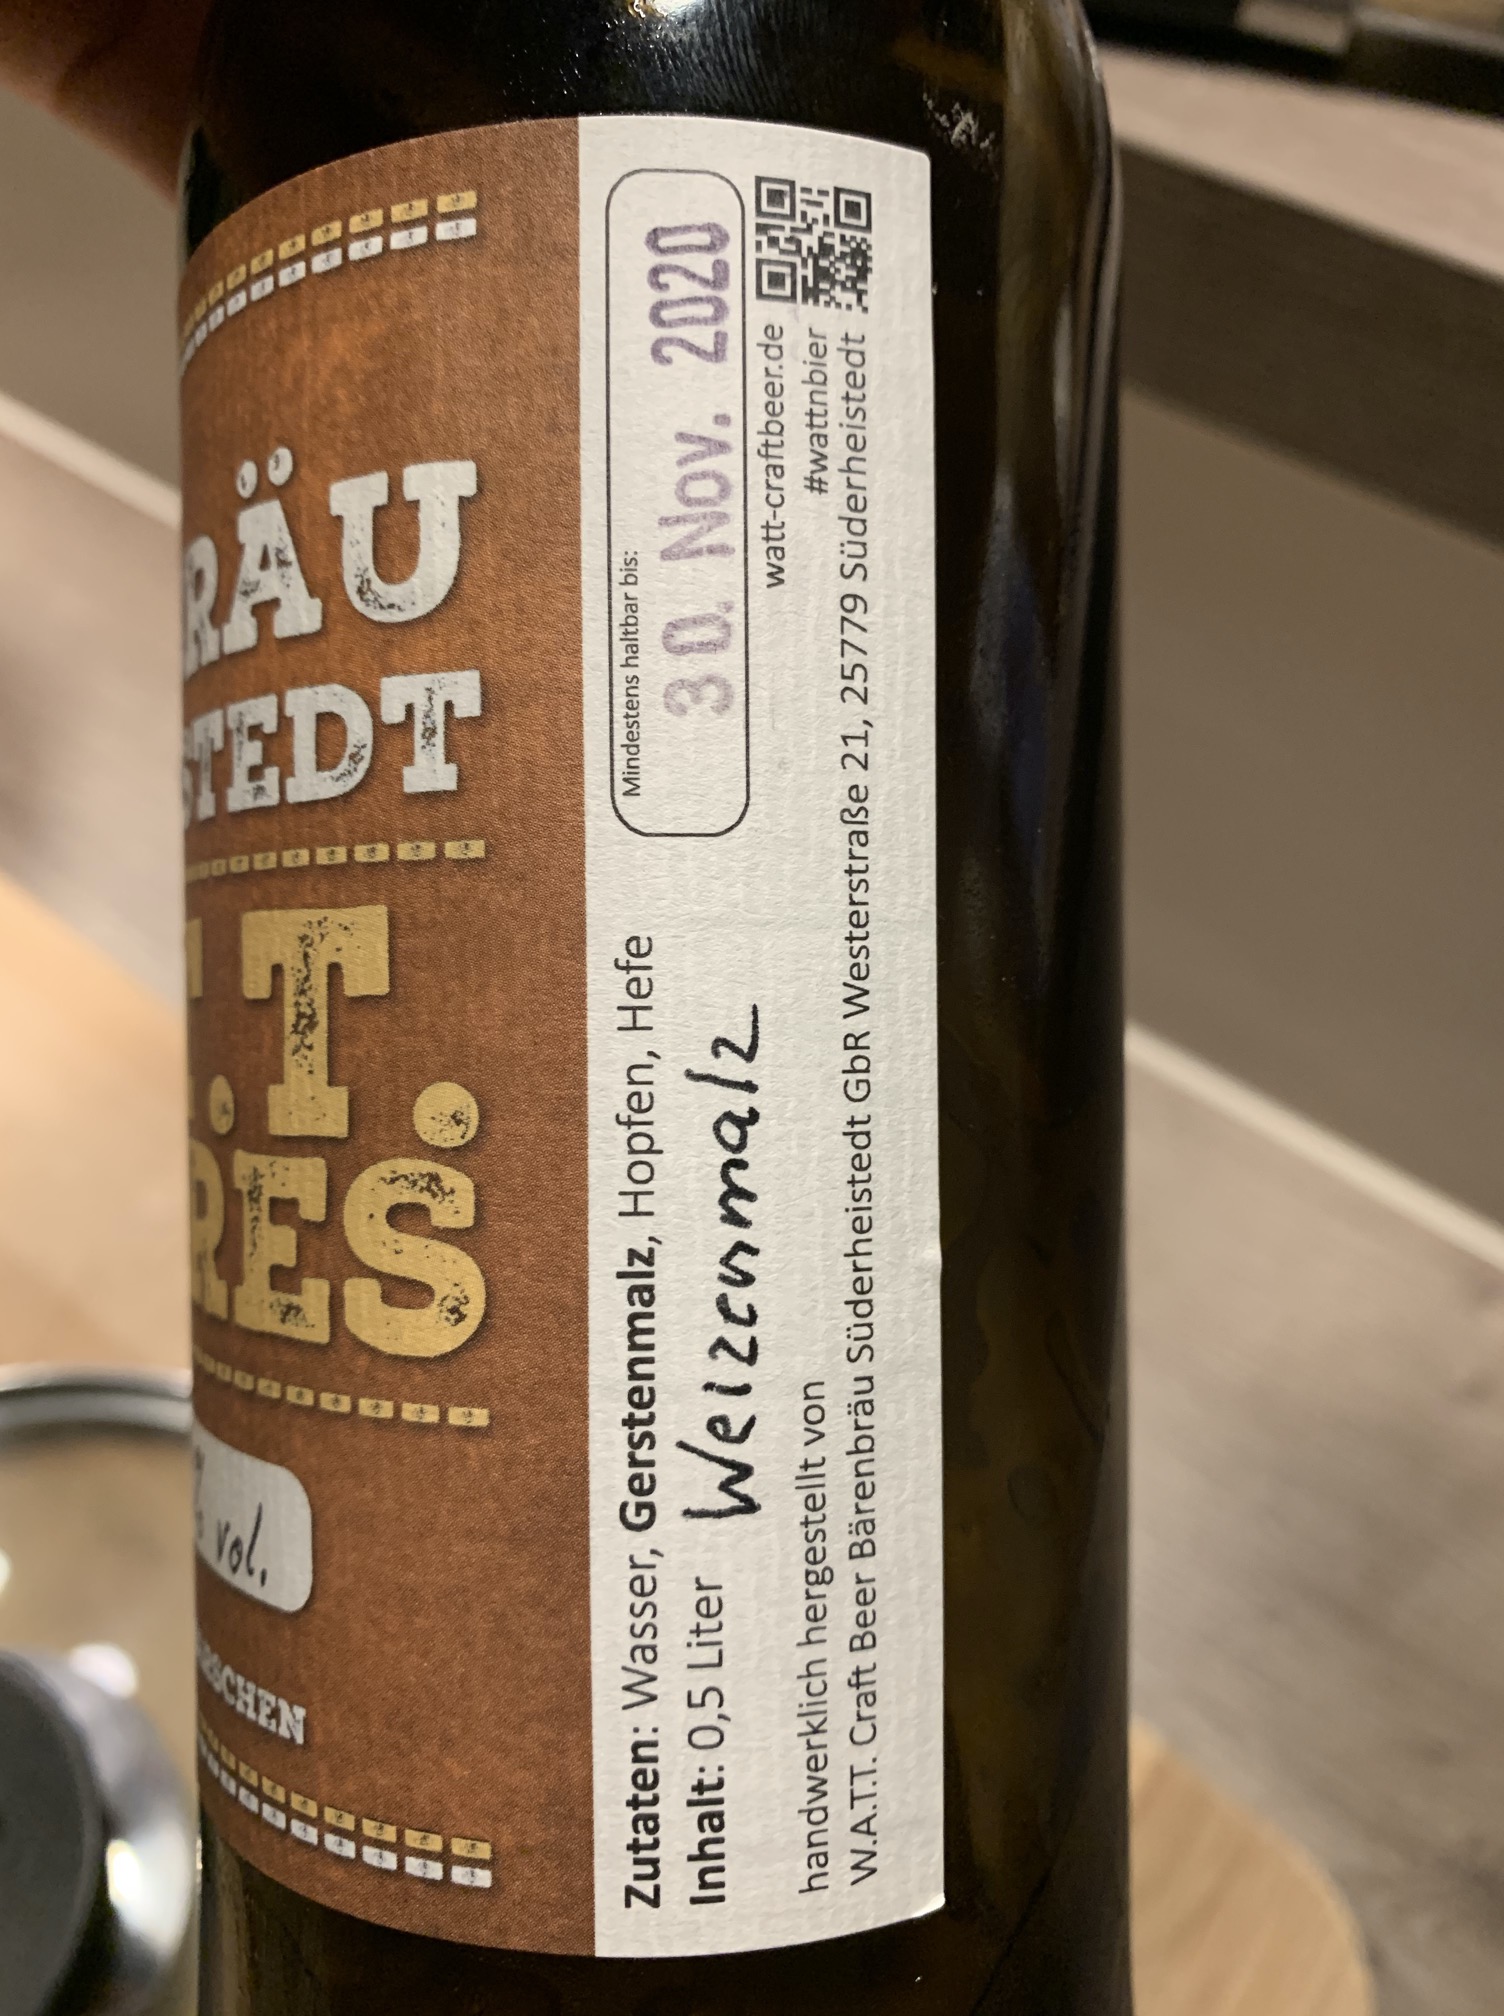 RÄU
STEDT
.T.
RES
% vol.
SCHEN
Zutaten: Wasser, Gerstenmalz, Hopfen, Hefe
Inhalt: 0,5 Liter Weizenmalz
Mindestens haltbar bis:
30. Nov. 2020
watt-craftbeer.de
#wattnbier
handwerklich hergestellt von
W.A.T.T. Craft Beer Bärenbräu Süderheistedt GbR Westerstraße 21, 25779 Süderheistedt